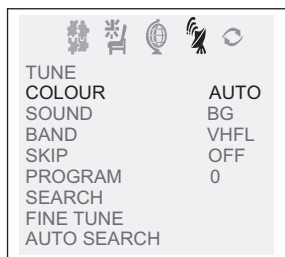 TUNE
COLOUR AUTO
SOUND BG
BAND VHFL
SKIP OFF
PROGRAM 0
SEARCH
FINE TUNE
AUTO SEARCH